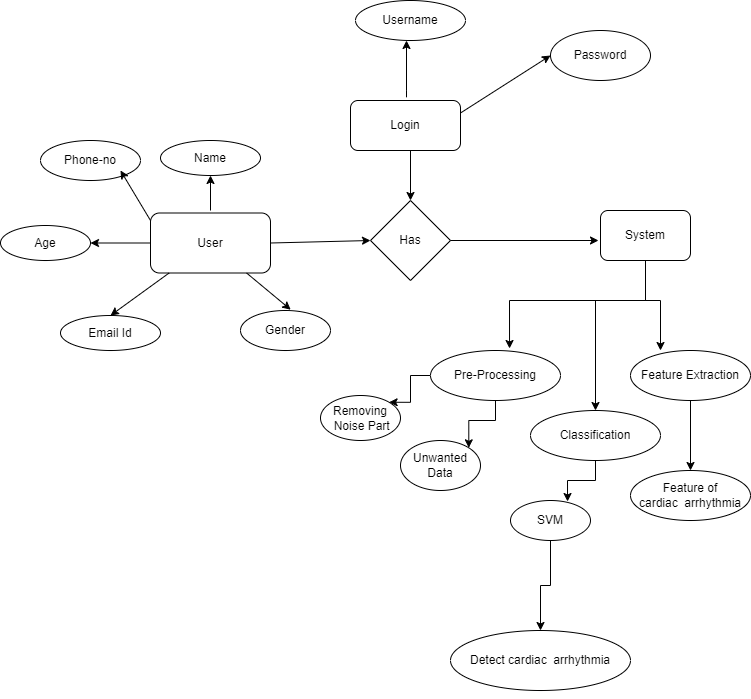 Username
Password
Login
Phone-no
Name
Age
User
Has
System
Email Id
Gender
Pre-Processing
Feature Extraction
Removing
Noise Part
Classification
Unwanted
Data
Feature of
cardiac arrhythmia
SVM
Detect cardiac arrhythmia